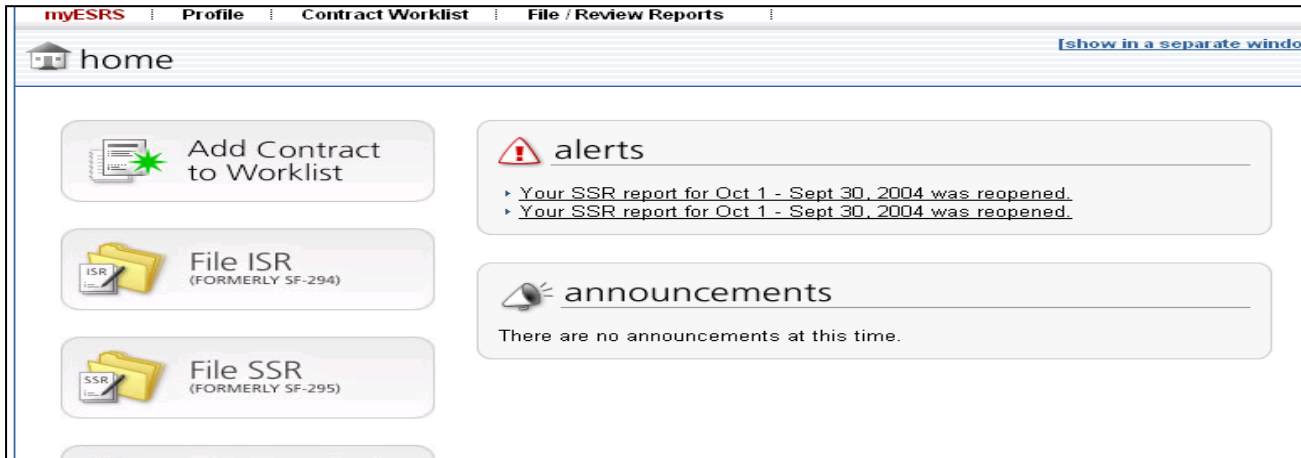 myESRS Profile Contract Worklist File / Review Reports
[show in a separate windo
home
Add Contract
to Worklist
alerts
Your SSR report for Oct 1 - Sept 30, 2004 was reopened.
Your SSR report for Oct 1 - Sept 30, 2004 was reopened.
ISR
File ISR
(FORMERLY SF-294)
announcements
There are no announcements at this time.
SSR
File SSR
(FORMERLY SF-295)